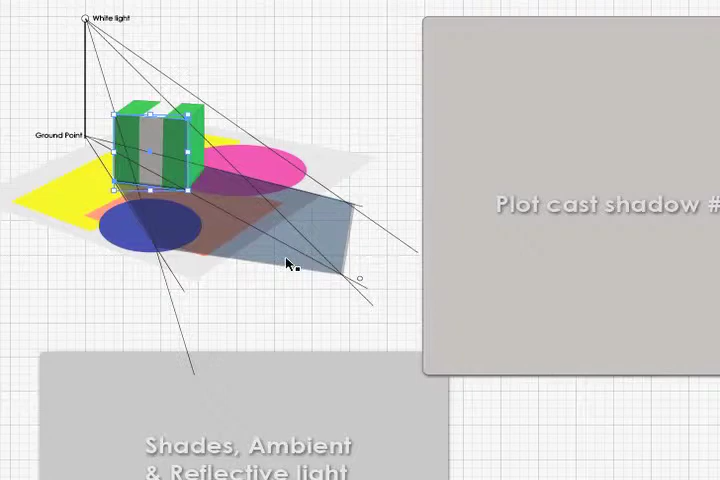 White light
Ground Point
Plot cast shadow #
Shades, Ambient
& Reflective light